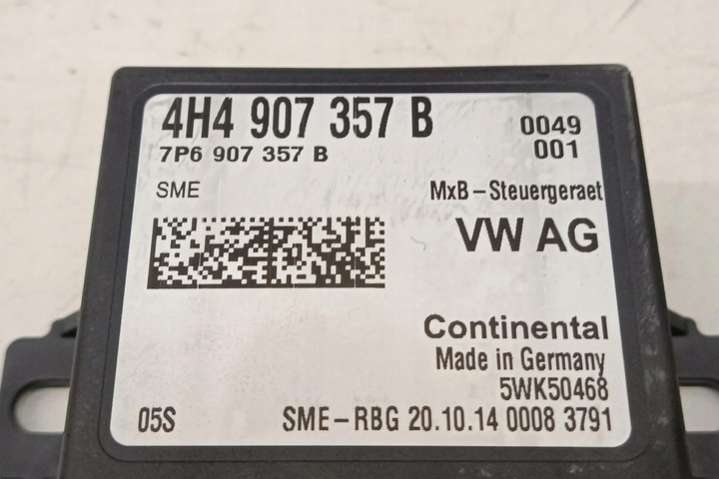 4H4 907 357 B
0049
7P6 907 357 B
001
SME
MxB-Steuergeraet
VW AG
Continental
Made in Germany
5WK50468
05S
SME-RBG 20.10.14 0008 3791